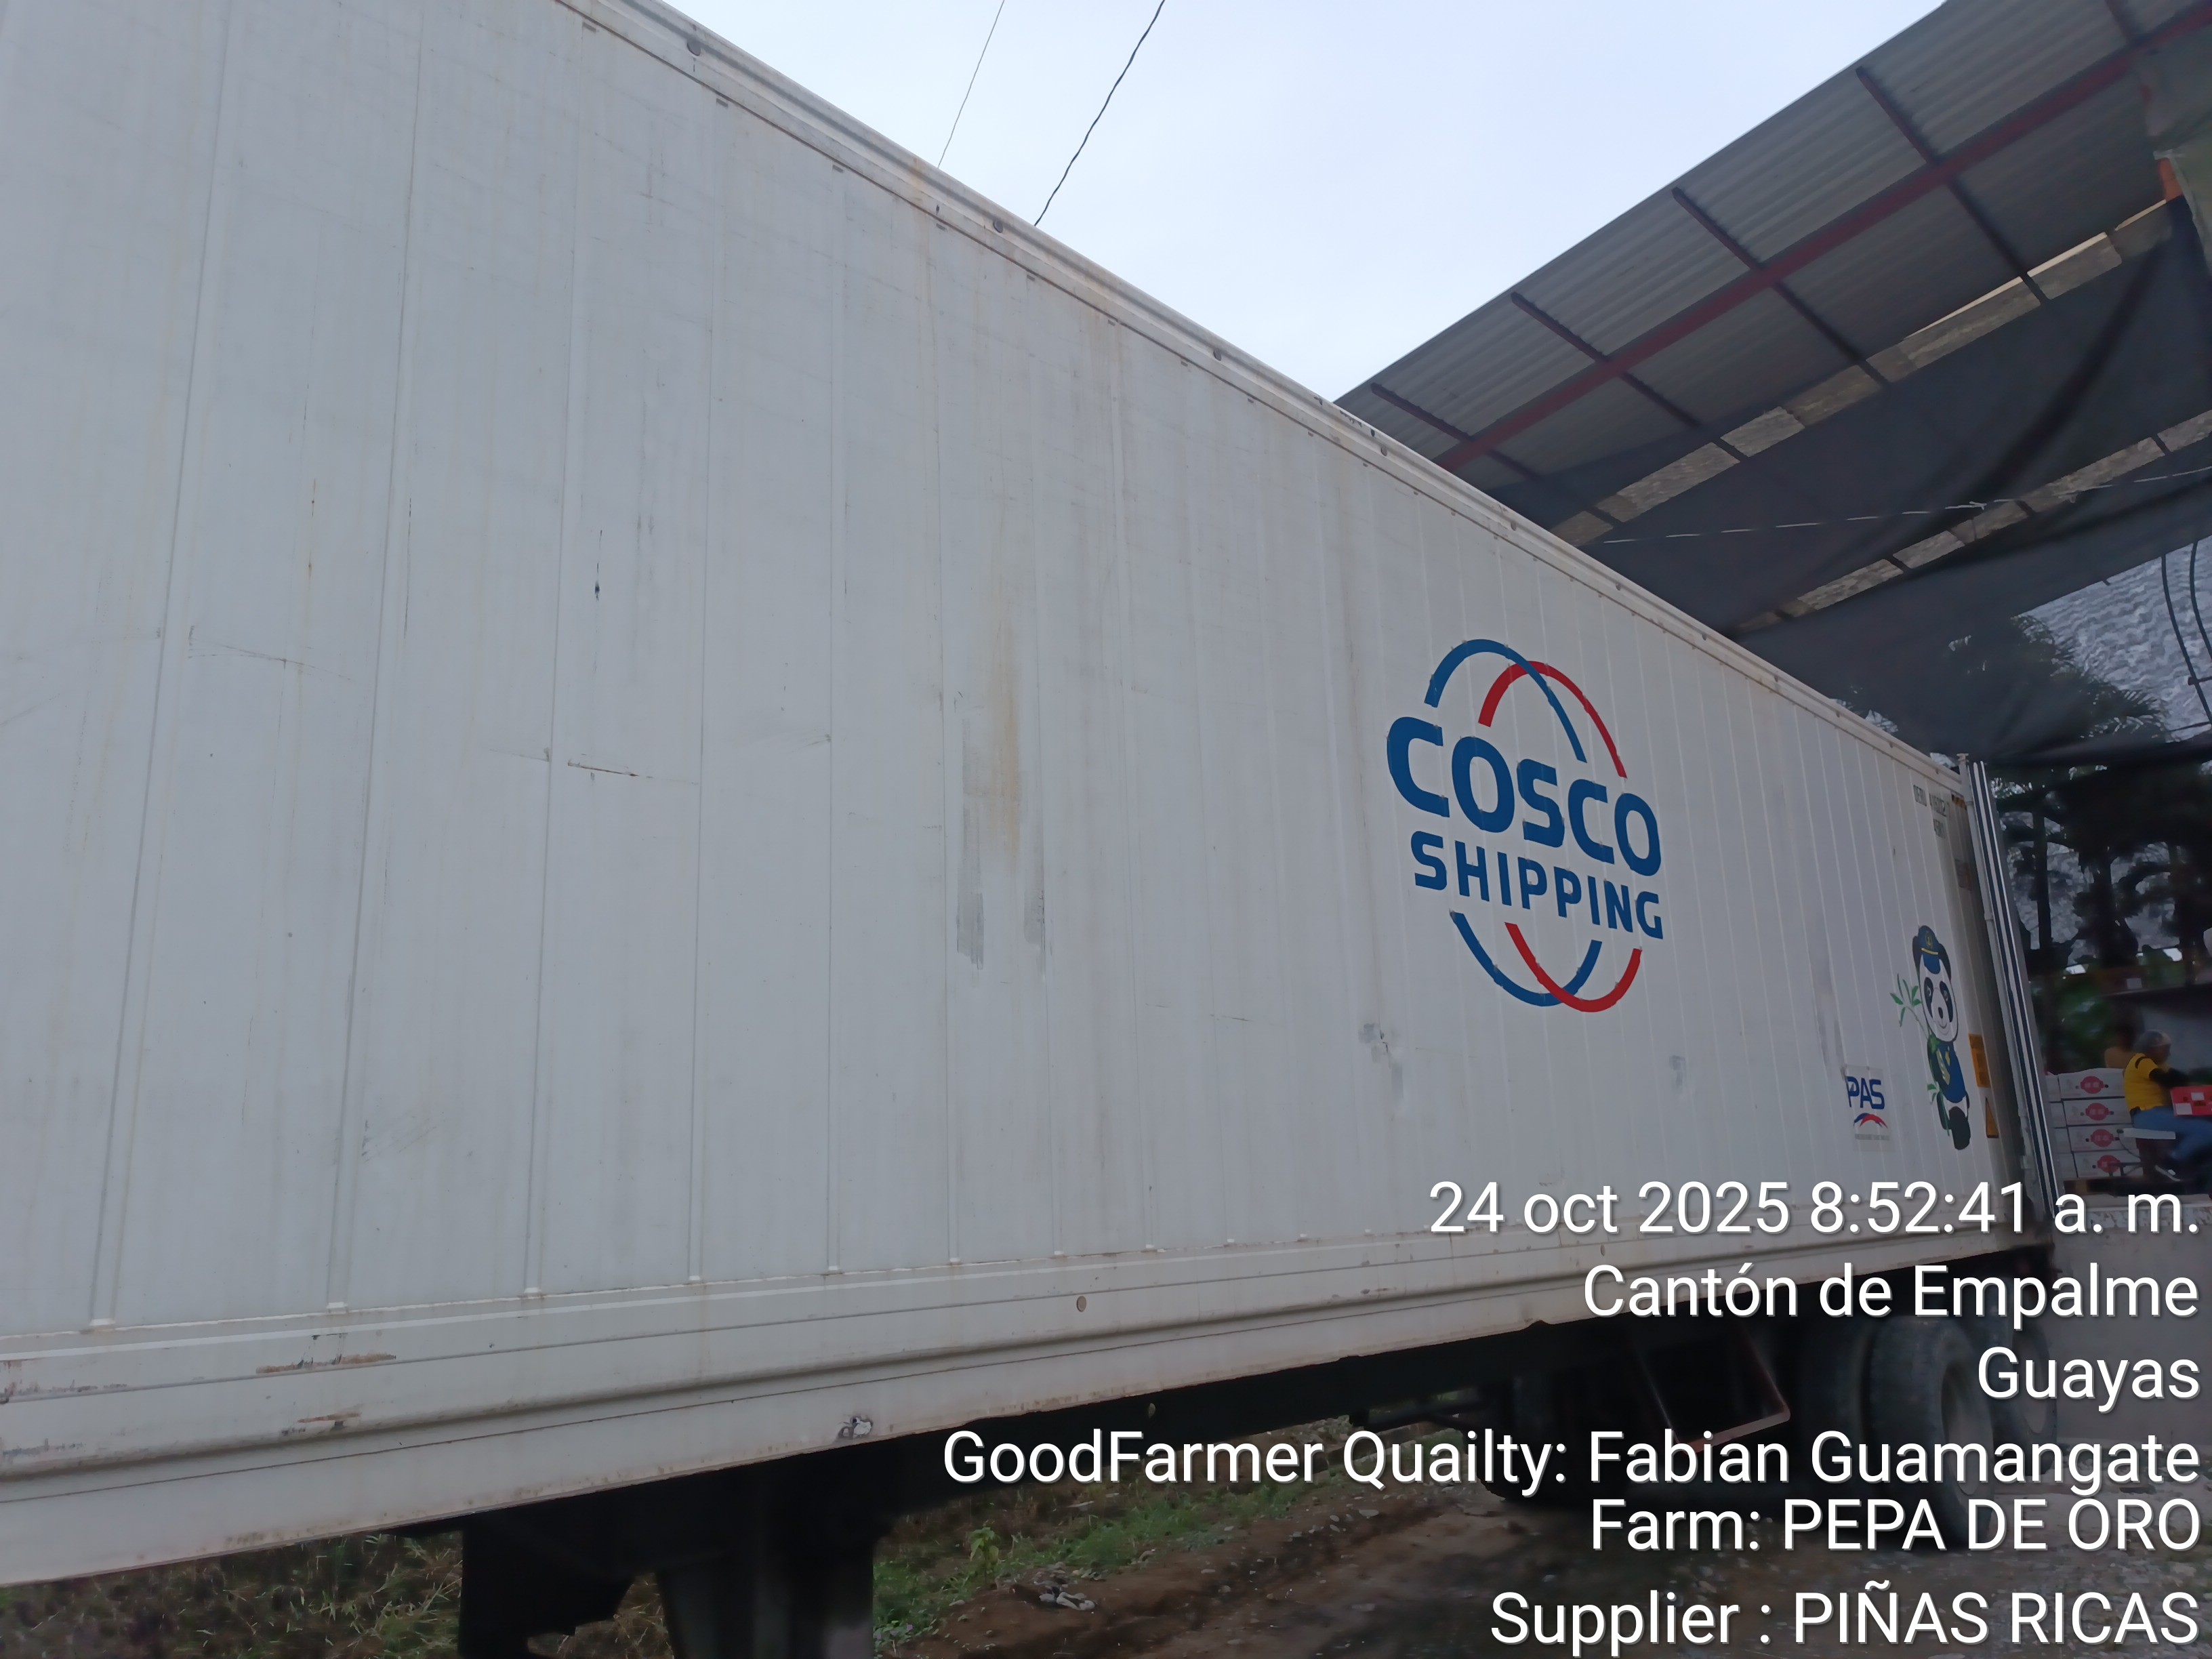 COSCO
SHIPPING
PAS
24 oct 2025 8:52:41 a. m.
Cantón de Empalme
Guayas
GoodFarmer Quailty: Fabian Guamangate
Farm: PEPA DE ORO
Supplier : PIÑAS RICAS